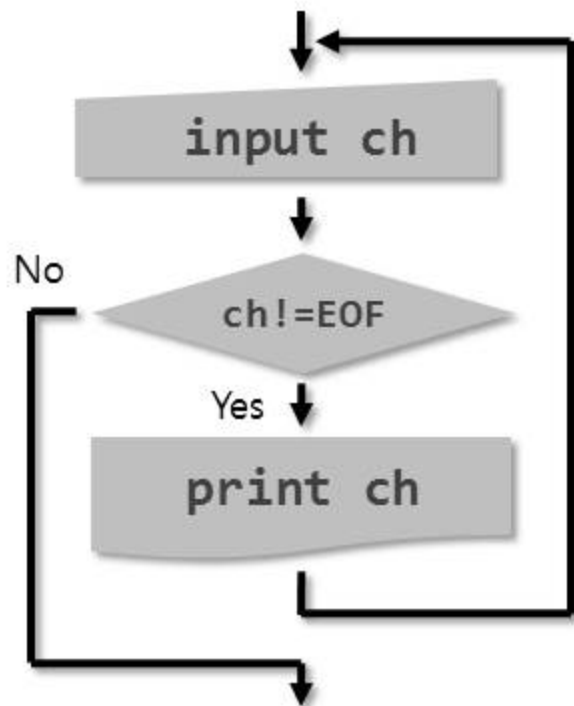 input ch
No
ch!=EOF
Yes
print ch